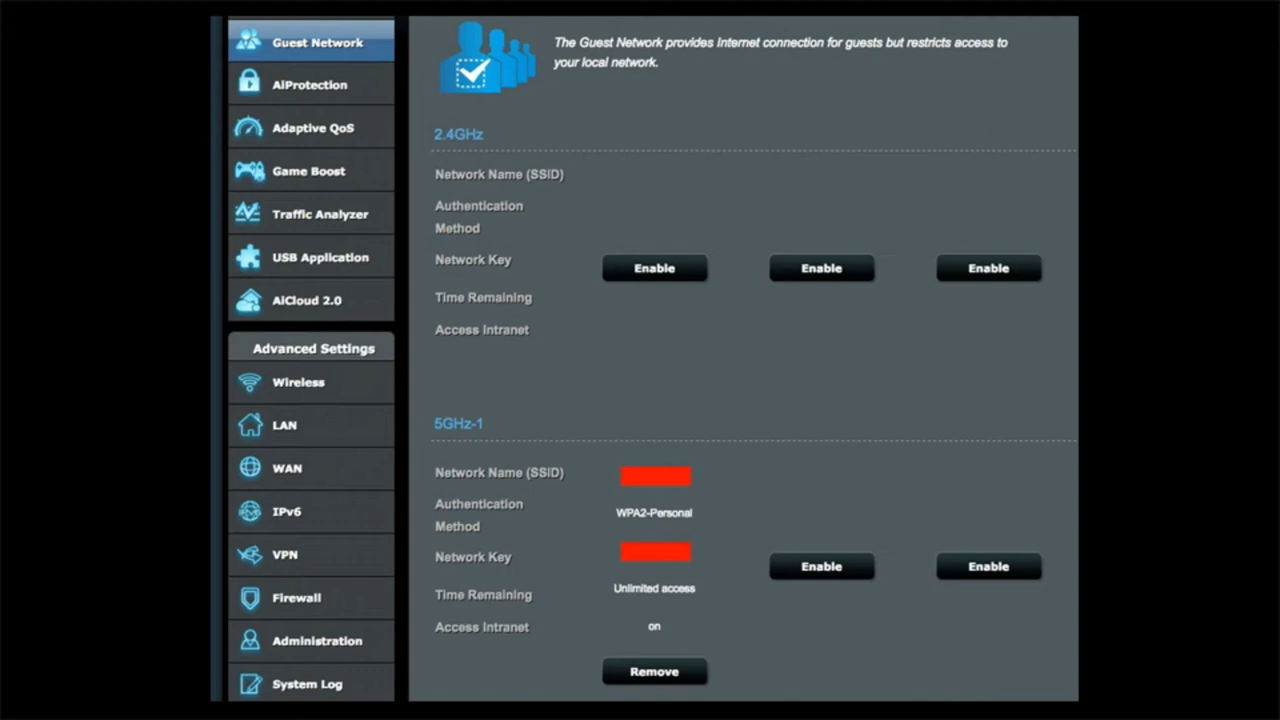 Guest Network
AiProtection
Adaptive QoS
Game Boost
Traffic Analyzer
USB Application
AiCloud 2.0
Advanced Settings
Wireless
LAN
WAN
IPv6
VPN
Firewall
Administration
System Log
The Guest Network provides Internet connection for guests but restricts access to
your local network.
2.4GHz
Network Name (SSID)
Authentication
Method
Network Key
Enable Enable Enable
Time Remaining
Access Intranet
5GHz-1
Network Name (SSID)
Authentication
Method
WPA2-Personal
Network Key
Enable Enable
Time Remaining
Unlimited access
Access Intranet
on
Remove